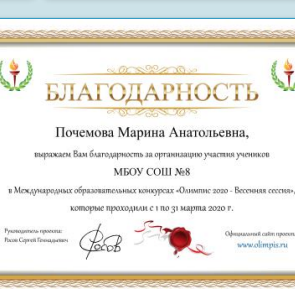 БЛАГОДАРНОСТЬ
Почемова Марина Анатольевна,
выражаем Вам благодарность за организацию участия учеников
МБОУ СОШ №8
в Международных образовательных конкурсах «Олимпис 2020 - Весенняя сессия»,
которые проходили с 1 по 31 марта 2020 г.
Руководитель проекта:
Росов Сергей Геннадьевич
Официальный сайт проекта:
www.olimpis.ru